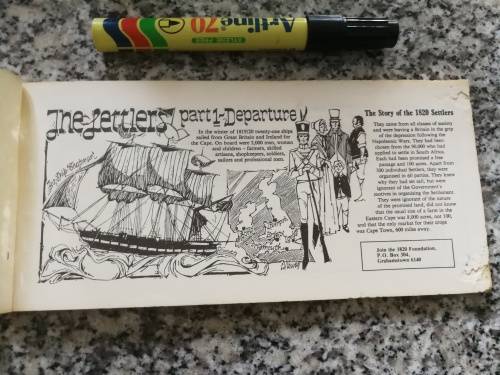 Artline 70
XYLENE FREE
The Settlers part 1-Departure
In the winter of 1819/20 twenty-one ships
sailed from Great Britain and Ireland for
the Cape. On board were 5,000 men, women
and children – farmers, skilled
artisans, shopkeepers, soldiers,
sailors and professional men.
The Story of the 1820 Settlers
They came from all classes of society
and were leaving a Britain in the grip
of the depression following the
Napoleonic Wars. They had been
chosen from the 90,000 who had
applied to settle in South Africa.
Each had been promised a free
passage and 100 acres. Apart from
300 individual Settlers, they were
organised in 60 parties. They knew
why they had set sail, but were
ignorant of the Government's
motives in organising the Settlement.
They were ignorant of the nature
of the promised land, did not know
that the usual size of a farm in the
Eastern Cape was 8,000 acres, not 100,
and that the only market for their crops
was Cape Town, 600 miles away.
Join the 1820 Foundation,
P.O. Box 304,
Grahamstown 6140